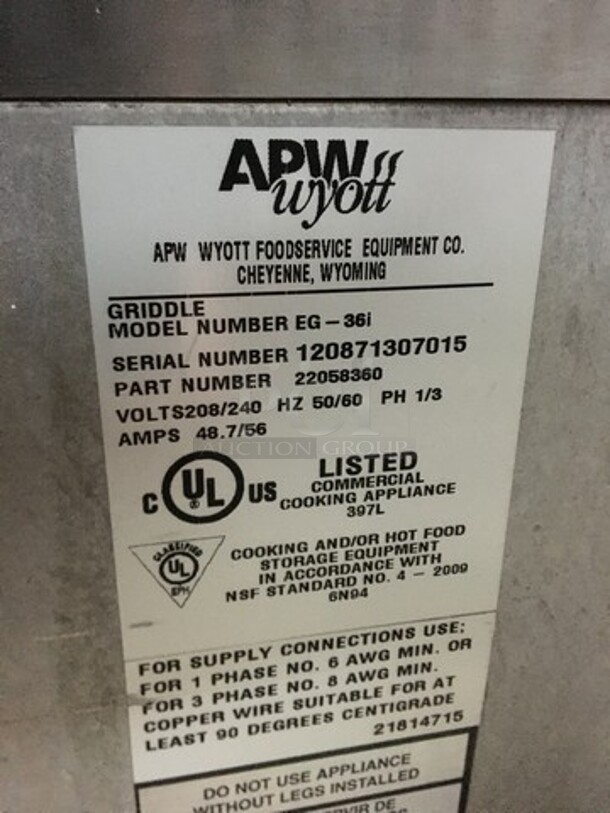 APW wyott
APW WYOTT FOODSERVICE EQUIPMENT CO.
CHEYENNE, WYOMING
GRIDDLE
MODEL NUMBER EG - 36i
SERIAL NUMBER 120871307015
PART NUMBER 22058360
VOLTS208/240 HZ 50/60 PH 1/3
AMPS 48.7/56
AUCTION GROUP
C UL ® US
LISTED
COMMERCIAL
COOKING APPLIANCE
397L
CLASSIFIED
UL
EPH
COOKING AND/OR HOT FOOD
STORAGE EQUIPMENT
IN ACCORDANCE WITH
NSF STANDARD NO. 4 - 2009
6N94
FOR SUPPLY CONNECTIONS USE:
FOR 1 PHASE NO. 6 AWG MIN. OR
FOR 3 PHASE NO. 8 AWG MIN.
COPPER WIRE SUITABLE FOR AT
LEAST 90 DEGREES CENTIGRADE
21814715
DO NOT USE APPLIANCE
WITHOUT LEGS INSTALLED